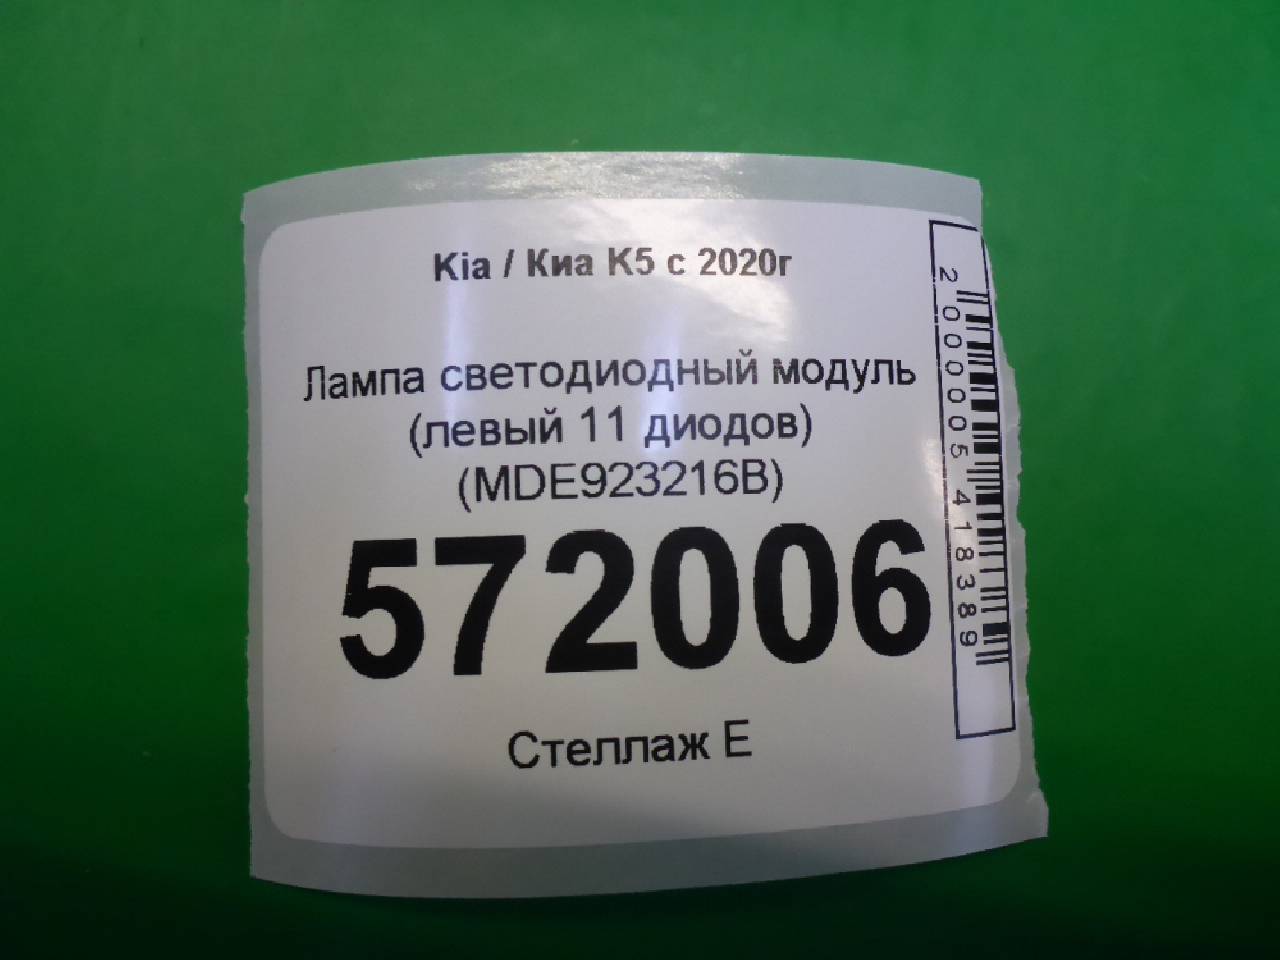 Kia / Киа K5 с 2020г
Лампа светодиодный модуль
(левый 11 диодов)
(MDE923216B)
572006
Стеллаж Е
2000005418389